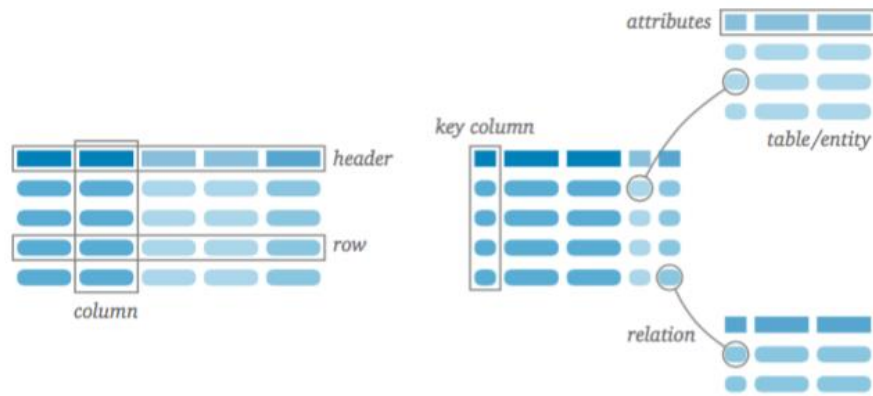 header
row
column
key column
attributes
table/entity
relation